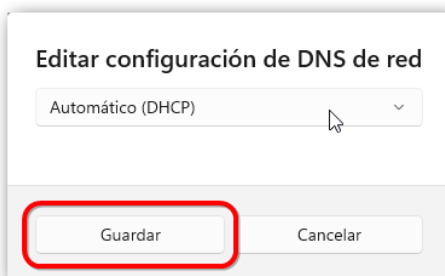 Editar configuración de DNS de red
Automático (DHCP)
Guardar
Cancelar